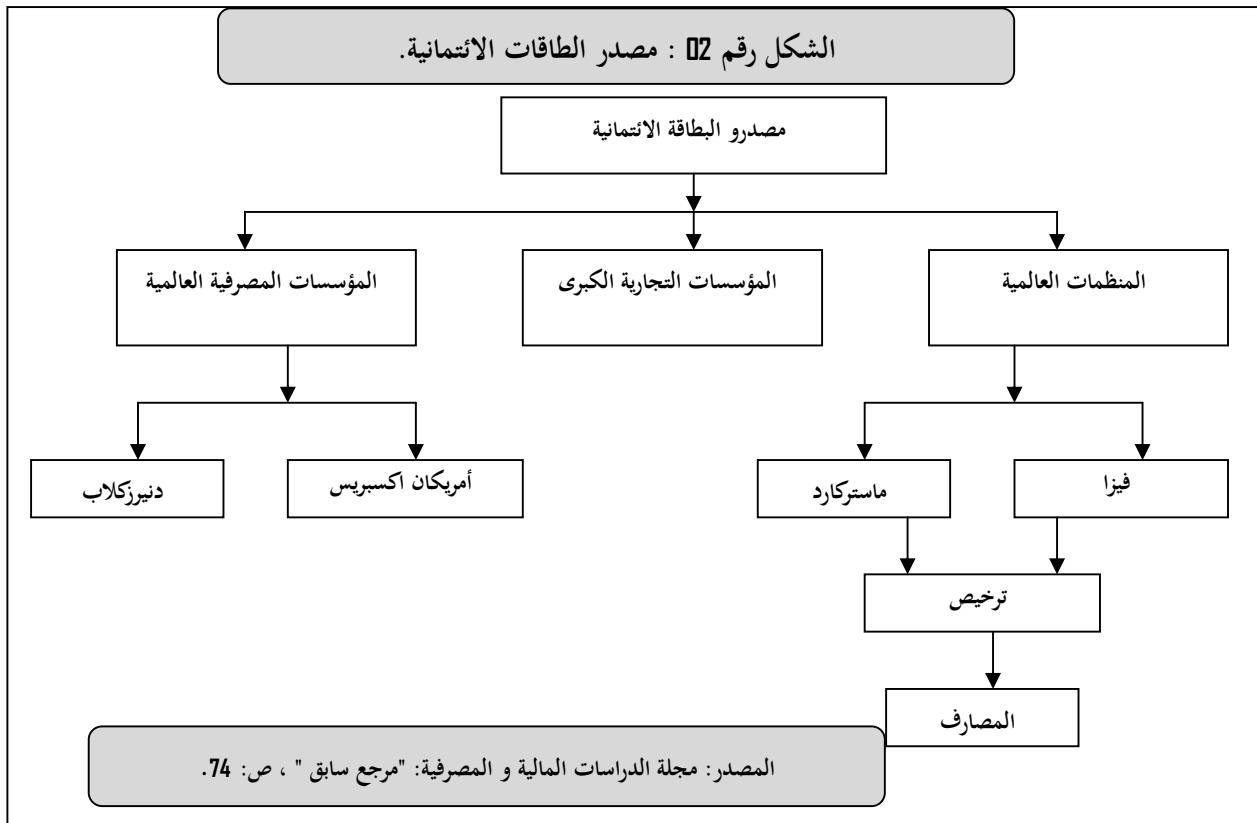 الشكل رقم 02 : مصدر الطاقات الائتمانية.
مصدرو البطاقة الائتمانية
المنظمات العالمية
المؤسسات التجارية الكبرى
المؤسسات المصرفية العالمية
فيزا
ماستركارد
أمريكان اكسبريس
دنيرزكلاب
ترخيص
المصارف
المصدر: مجلة الدراسات المالية و المصرفية: "مرجع سابق " ، ص: 74.